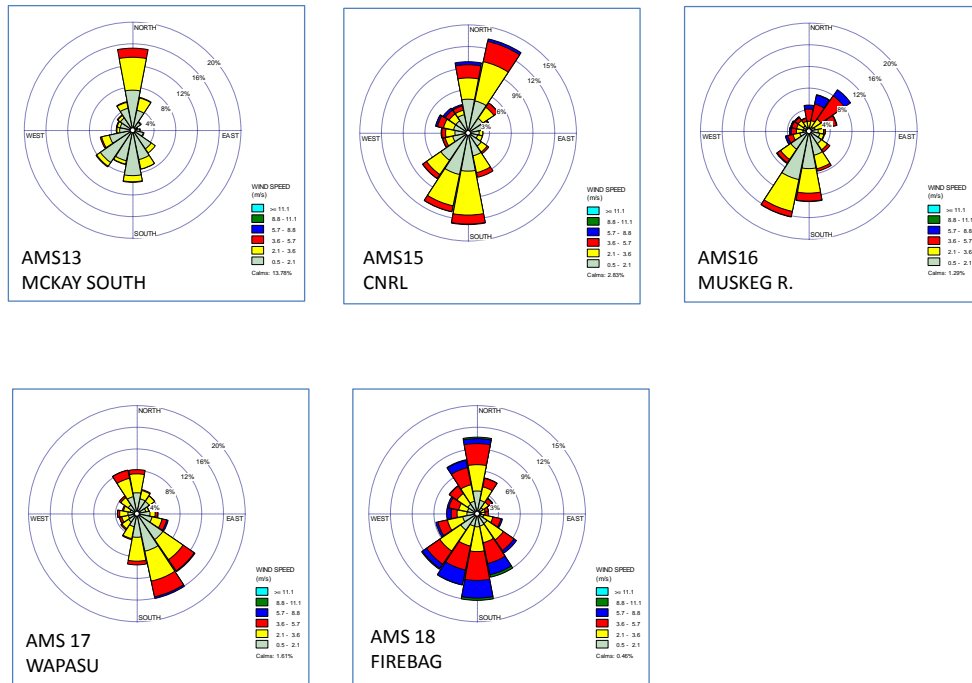 NORTH
20%
16%
12%
8%
4%
WEST
EAST
SOUTH
WIND SPEED
(m/s)
>= 11.1
8.8 - 11.1
5.7 - 8.8
3.6 - 5.7
2.1 - 3.6
0.5 - 2.1
Calms: 13.78%
AMS13
MCKAY SOUTH
NORTH
15%
12%
9%
6%
3%
WEST
EAST
SOUTH
WIND SPEED
(m/s)
>= 11.1
8.8 - 11.1
5.7 - 8.8
3.6 - 5.7
2.1 - 3.6
0.5 - 2.1
Calms: 2.83%
AMS15
CNRL
NORTH
20%
16%
12%
8%
4%
WEST
EAST
SOUTH
WIND SPEED
(m/s)
>= 11.1
8.8 - 11.1
5.7 - 8.8
3.6 - 5.7
2.1 - 3.6
0.5 - 2.1
Calms: 1.29%
AMS16
MUSKEG R.
NORTH
20%
16%
12%
8%
4%
WEST
EAST
SOUTH
WIND SPEED
(m/s)
>= 11.1
8.8 - 11.1
5.7 - 8.8
3.6 - 5.7
2.1 - 3.6
0.5 - 2.1
Calms: 1.61%
AMS 17
WAPASU
NORTH
15%
12%
9%
6%
3%
WEST
EAST
SOUTH
WIND SPEED
(m/s)
>= 11.1
8.8 - 11.1
5.7 - 8.8
3.6 - 5.7
2.1 - 3.6
0.5 - 2.1
Calms: 0.46%
AMS 18
FIREBAG